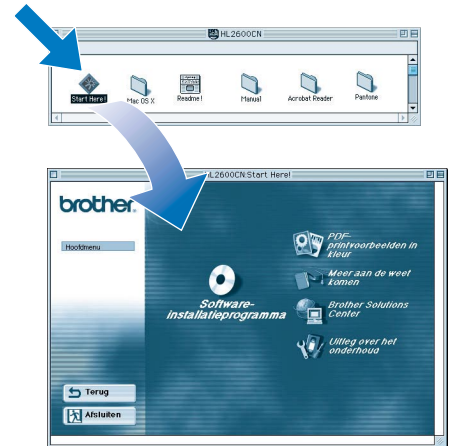 HL2600CN
Start Here!
Mac OS X
Readme!
Manual
Acrobat Reader
Pantone
HL2600CN:Start Here!
brother.
Hoofdmenu
Software-
installatieprogramma
PDF-
printvoorbeelden in
kleur
Meer aan de weet
komen
Brother Solutions
Center
Uitleg over het
onderhoud
Terug
Afsluiten